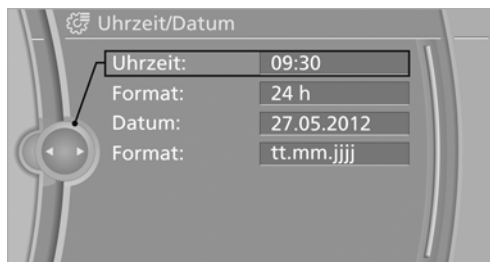 Uhrzeit/Datum
Uhrzeit: 09:30
Format: 24 h
Datum: 27.05.2012
Format: tt.mm.jjjj